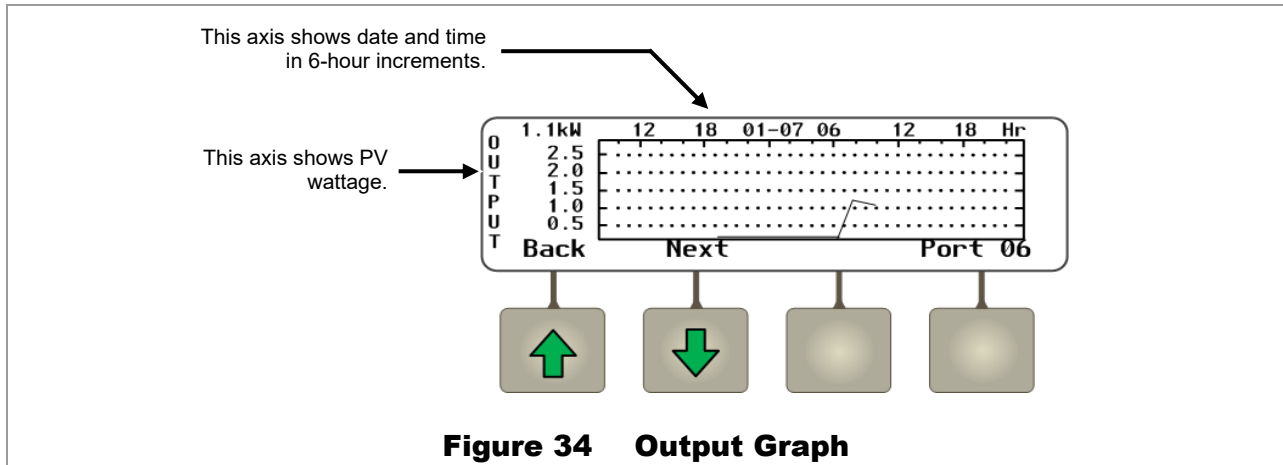 This axis shows date and time
in 6-hour increments.
This axis shows PV
wattage.
OUTPUT
1.1kW 12 18 01-07 06 12 18 Hr
2.5
2.0
1.5
1.0
0.5
Back Next Port 06
Figure 34 Output Graph